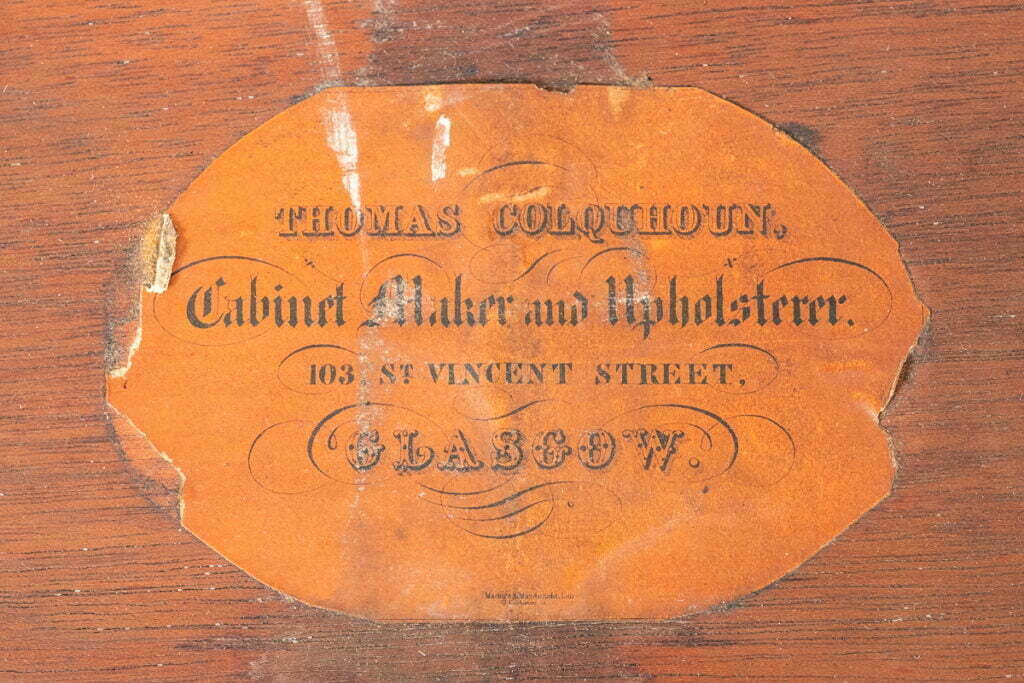 THOMAS COLQUHOUN,
Cabinet Maker and Upholsterer.
103 ST VINCENT STREET,
GLASGOW.